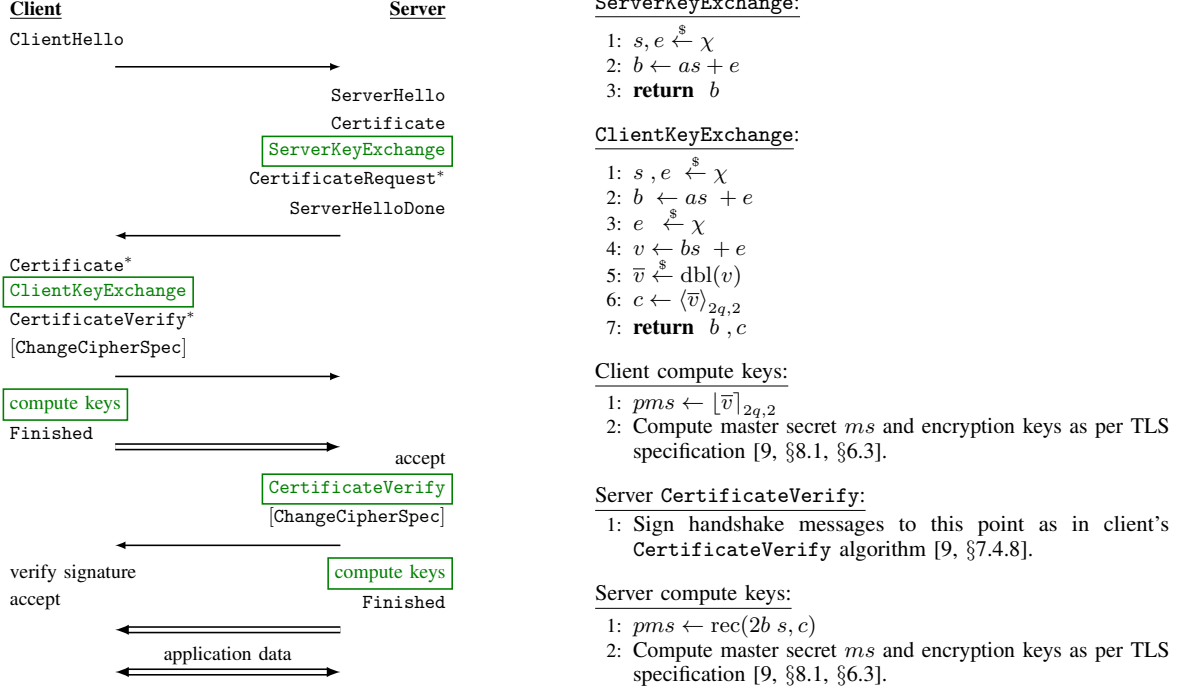 Client
Server
ClientHello
ServerHello
Certificate
ServerKeyExchange
CertificateRequest*
ServerHelloDone
Certificate*
ClientKeyExchange
CertificateVerify*
[ChangeCipherSpec]
compute keys
Finished
accept
CertificateVerify
[ChangeCipherSpec]
verify signature
compute keys
accept
Finished
application data
ServerKeyExchange:
1: s, e ←$ χ
2: b ← as + e
3: return b
ClientKeyExchange:
1: s , e ←$ χ
2: b ← as + e
3: e ←$ χ
4: v ← bs + e
5: v̅ ←$ dbl(v)
6: c ← ⟨v̅⟩₂q,₂
7: return b , c
Client compute keys:
1: pms ← ⌊v̅⌉₂q,₂
2: Compute master secret ms and encryption keys as per TLS
specification [9, §8.1, §6.3].
Server CertificateVerify:
1: Sign handshake messages to this point as in client's
CertificateVerify algorithm [9, §7.4.8].
Server compute keys:
1: pms ← rec(2b s, c)
2: Compute master secret ms and encryption keys as per TLS
specification [9, §8.1, §6.3].